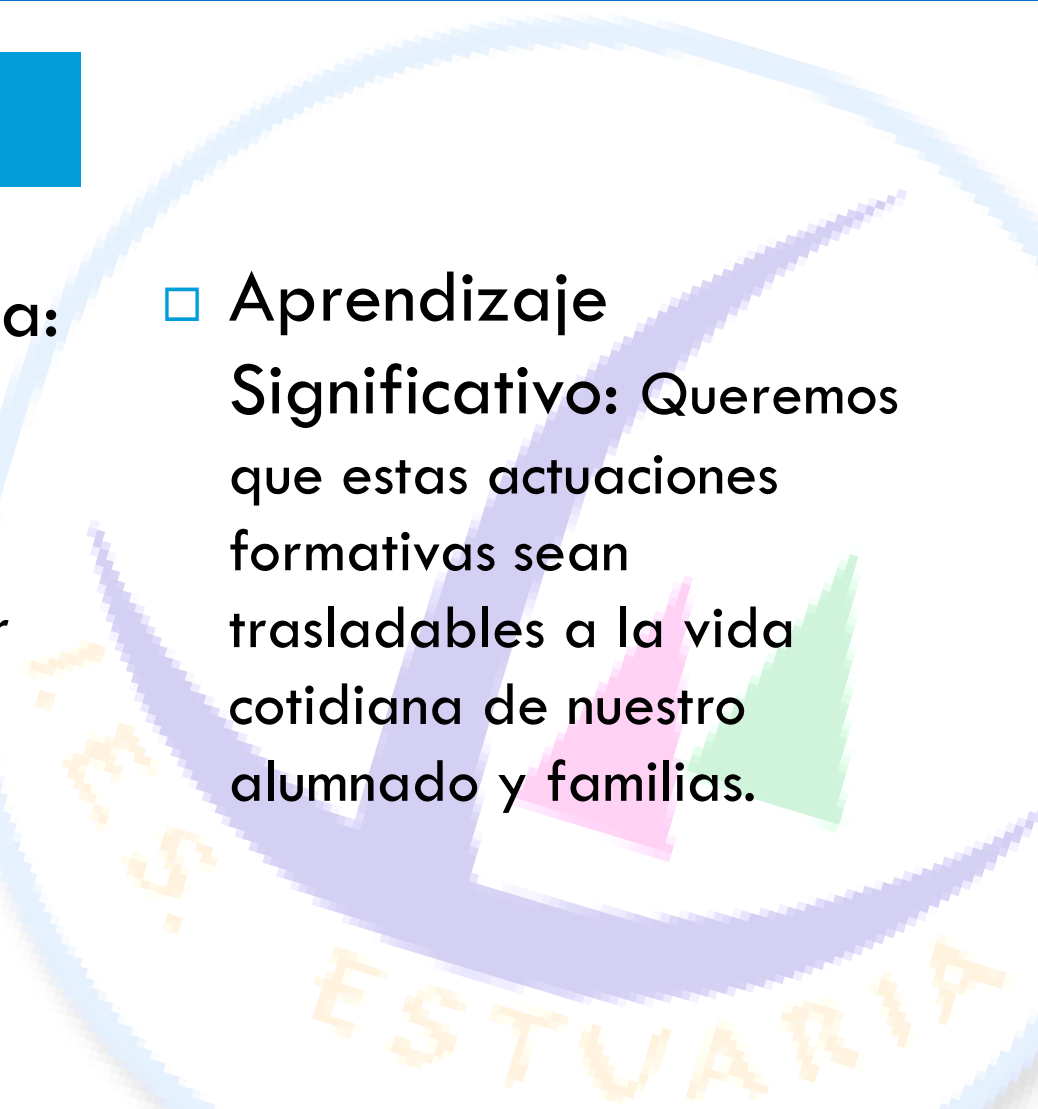 a:
r
□ Aprendizaje
Significativo: Queremos
que estas actuaciones
formativas sean
trasladables a la vida
cotidiana de nuestro
alumnado y familias.
I.E.S. ESTUARIA